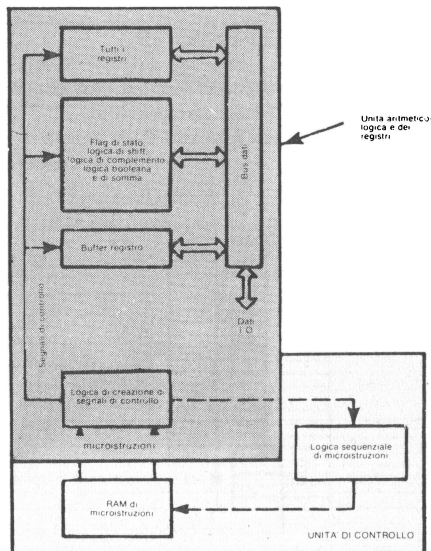 Tutti i
registri
Flag di stato
logica di shift
logica di complemento
logica booleana
e di somma
Bus dati
Unità aritmetico
logica e dei
registri
Buffer registro
Segnali di controllo
Dati
I/O
Logica di creazione di
segnali di controllo
microistruzioni
Logica sequenziale
di microistruzioni
RAM di
microistruzioni
UNITA' DI CONTROLLO